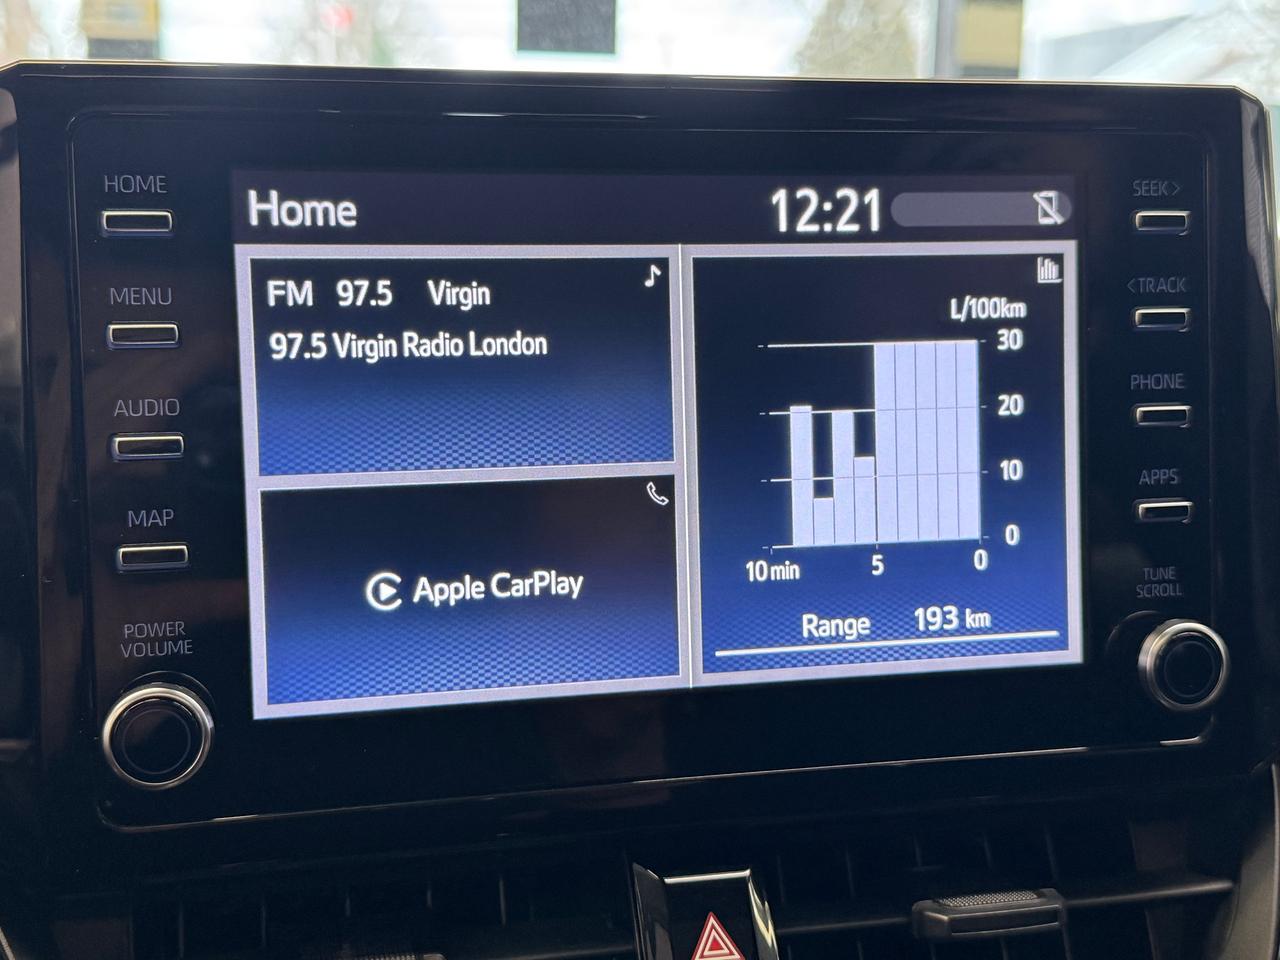 HOME
MENU
AUDIO
MAP
POWER
VOLUME
Home
12:21
FM 97.5 Virgin
97.5 Virgin Radio London
Apple CarPlay
L/100km
30
20
10
0
10 min 5 0
Range 193 km
SEEK >
< TRACK
PHONE
APPS
TUNE
SCROLL